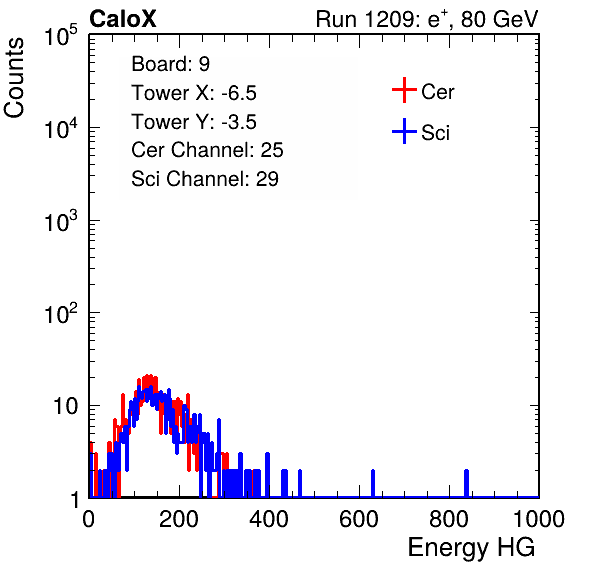 CaloX Run 1209: e⁺, 80 GeV
Counts
10⁵
10⁴
10³
10²
10
1
Board: 9
Tower X: -6.5
Tower Y: -3.5
Cer Channel: 25
Sci Channel: 29
Cer
Sci
0 200 400 600 800 1000
Energy HG